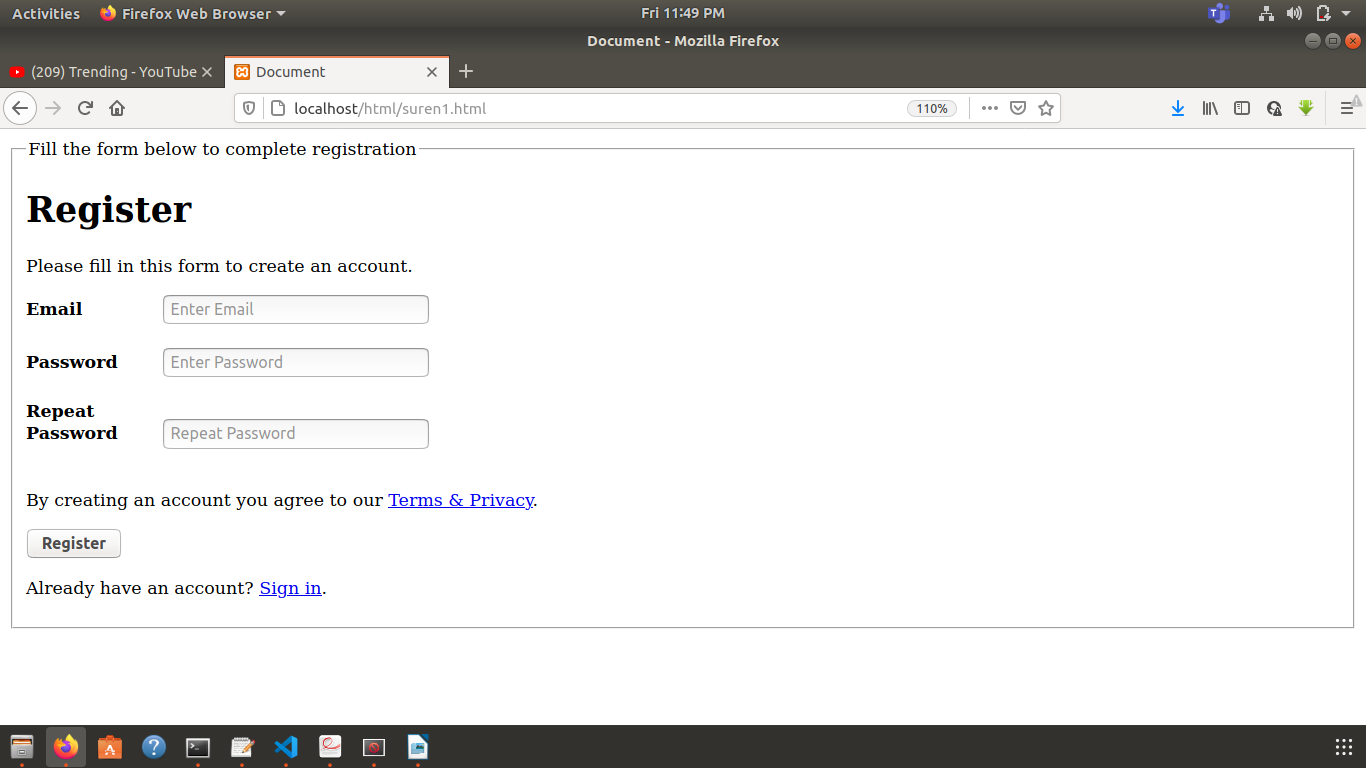 Activities Firefox Web Browser Fri 11:49 PM
Document - Mozilla Firefox
(209) Trending - YouTube Document
localhost/html/suren1.html 110%
Fill the form below to complete registration
Register
Please fill in this form to create an account.
Email Enter Email
Password Enter Password
Repeat
Password Repeat Password
By creating an account you agree to our Terms & Privacy.
Register
Already have an account? Sign in.